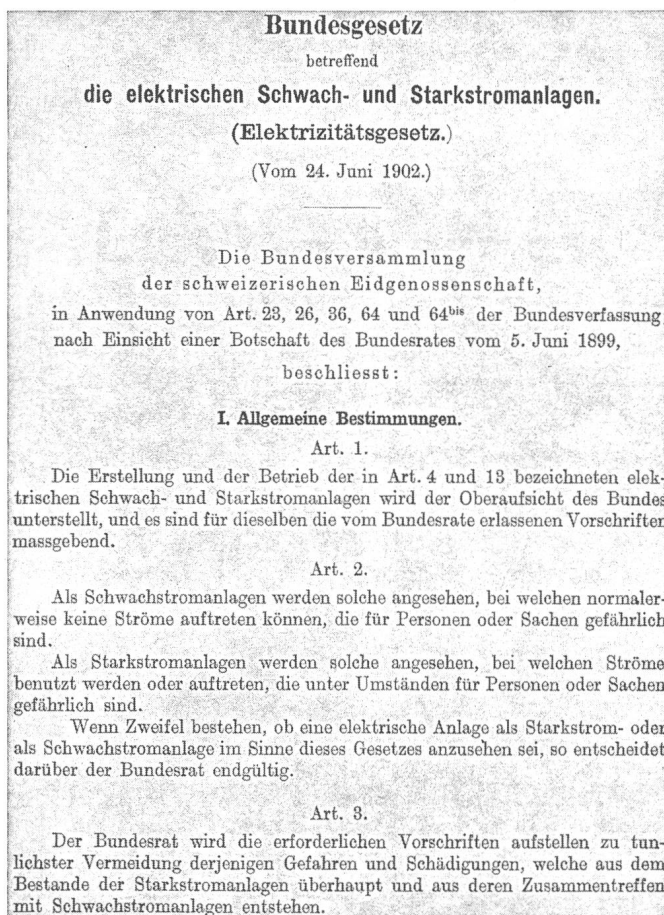 Bundesgesetz
betreffend
die elektrischen Schwach- und Starkstromanlagen.
(Elektrizitätsgesetz.)
(Vom 24. Juni 1902.)
Die Bundesversammlung
der schweizerischen Eidgenossenschaft,
in Anwendung von Art. 23, 26, 36, 64 und 64bis der Bundesverfassung
nach Einsicht einer Botschaft des Bundesrates vom 5. Juni 1899,
beschliesst:
I. Allgemeine Bestimmungen.
Art. 1.
Die Erstellung und der Betrieb der in Art. 4 und 13 bezeichneten elek-
trischen Schwach- und Starkstromanlagen wird der Oberaufsicht des Bundes
unterstellt, und es sind für dieselben die vom Bundesrate erlassenen Vorschriften
massgebend.
Art. 2.
Als Schwachstromanlagen werden solche angesehen, bei welchen normaler-
weise keine Ströme auftreten können, die für Personen oder Sachen gefährlich
sind.
Als Starkstromanlagen werden solche angesehen, bei welchen Ströme
benutzt werden oder auftreten, die unter Umständen für Personen oder Sachen
gefährlich sind.
Wenn Zweifel bestehen, ob eine elektrische Anlage als Starkstrom- oder
als Schwachstromanlage im Sinne dieses Gesetzes anzusehen sei, so entscheidet
darüber der Bundesrat endgültig.
Art. 3.
Der Bundesrat wird die erforderlichen Vorschriften aufstellen zu tun-
lichster Vermeidung derjenigen Gefahren und Schädigungen, welche aus dem
Bestande der Starkstromanlagen überhaupt und aus deren Zusammentreffen
mit Schwachstromanlagen entstehen.